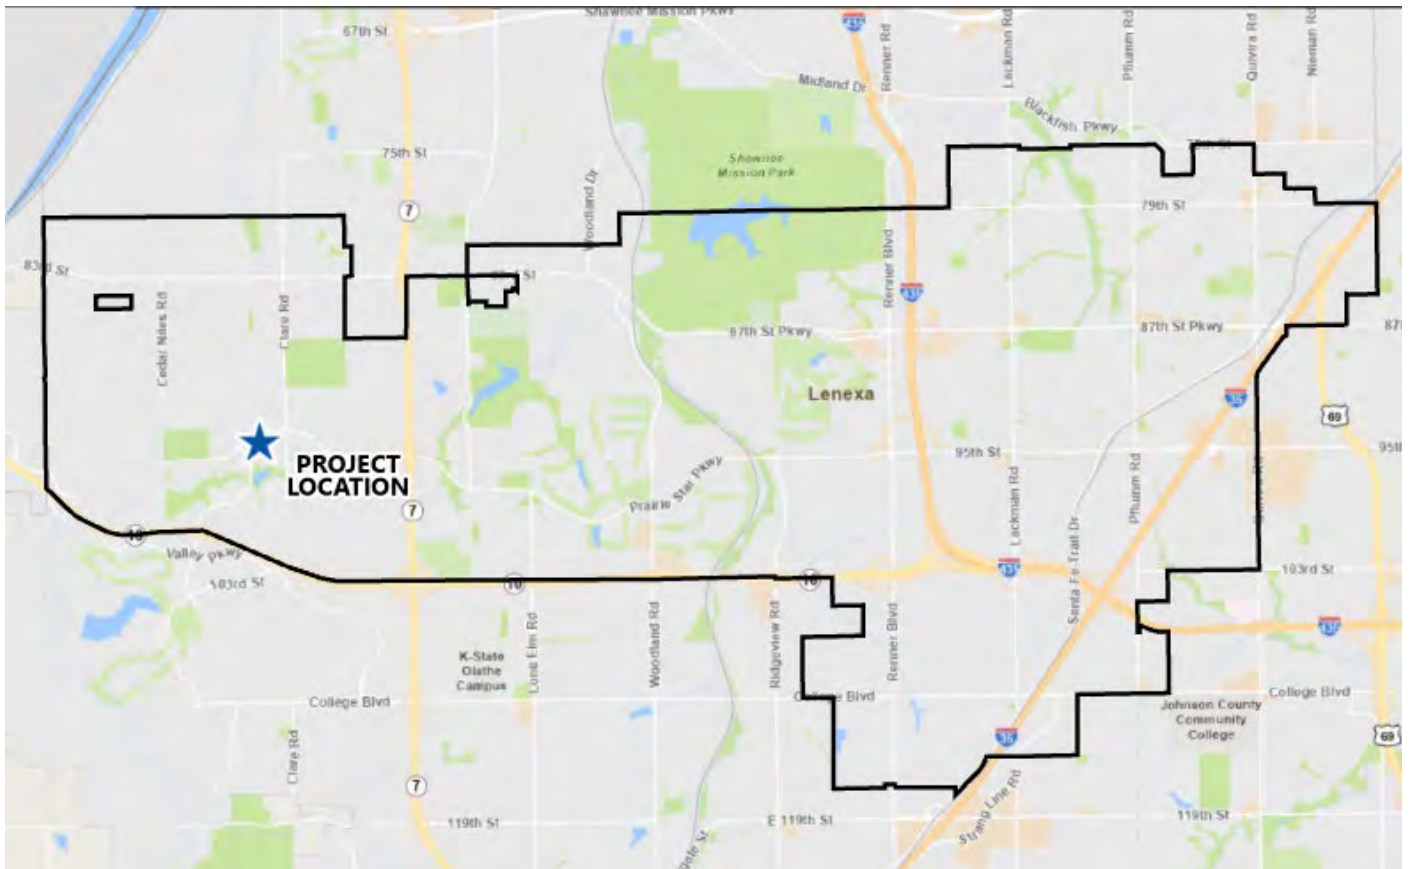 Shawnee Mission Pkwy
67th St
435
Renner Rd
Lackman Rd
Pflumm Rd
Quivira Rd
Nieman Rd
Midland Dr
Blackfish Pkwy
75th St
Shawnee
Mission Park
Woodland Dr
7
79th St
83rd St
Cedar Niles Rd
Clare Rd
Renner Blvd
435
87th St Pkwy
87th St Pkwy
87th
Lenexa
35
69
PROJECT
LOCATION
95th St
95th
Prairie Star Pkwy
Lackman Rd
Pflumm Rd
7
10
Valley Pkwy
103rd St
10
10
435
Santa Fe Trail Dr
103rd St
435
K-State
Olathe
Campus
Lone Elm Rd
Woodland Rd
Ridgeview Rd
Renner Blvd
College Blvd
College Blvd
College Blvd
Johnson County
Community
College
Clare Rd
35
69
7
Strang Line Rd
119th St
E 119th St
119th St